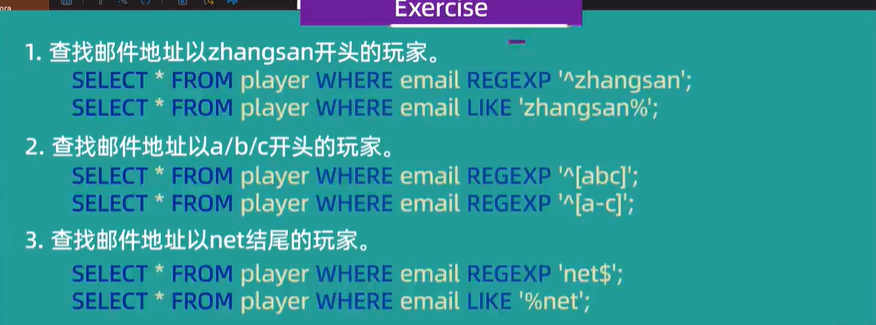 Exercise
1. 查找邮件地址以zhangsan开头的玩家。
SELECT * FROM player WHERE email REGEXP '^zhangsan';
SELECT * FROM player WHERE email LIKE 'zhangsan%';
2. 查找邮件地址以a/b/c开头的玩家。
SELECT * FROM player WHERE email REGEXP '^[abc]';
SELECT * FROM player WHERE email REGEXP '^[a-c]';
3. 查找邮件地址以net结尾的玩家。
SELECT * FROM player WHERE email REGEXP 'net$';
SELECT * FROM player WHERE email LIKE '%net';